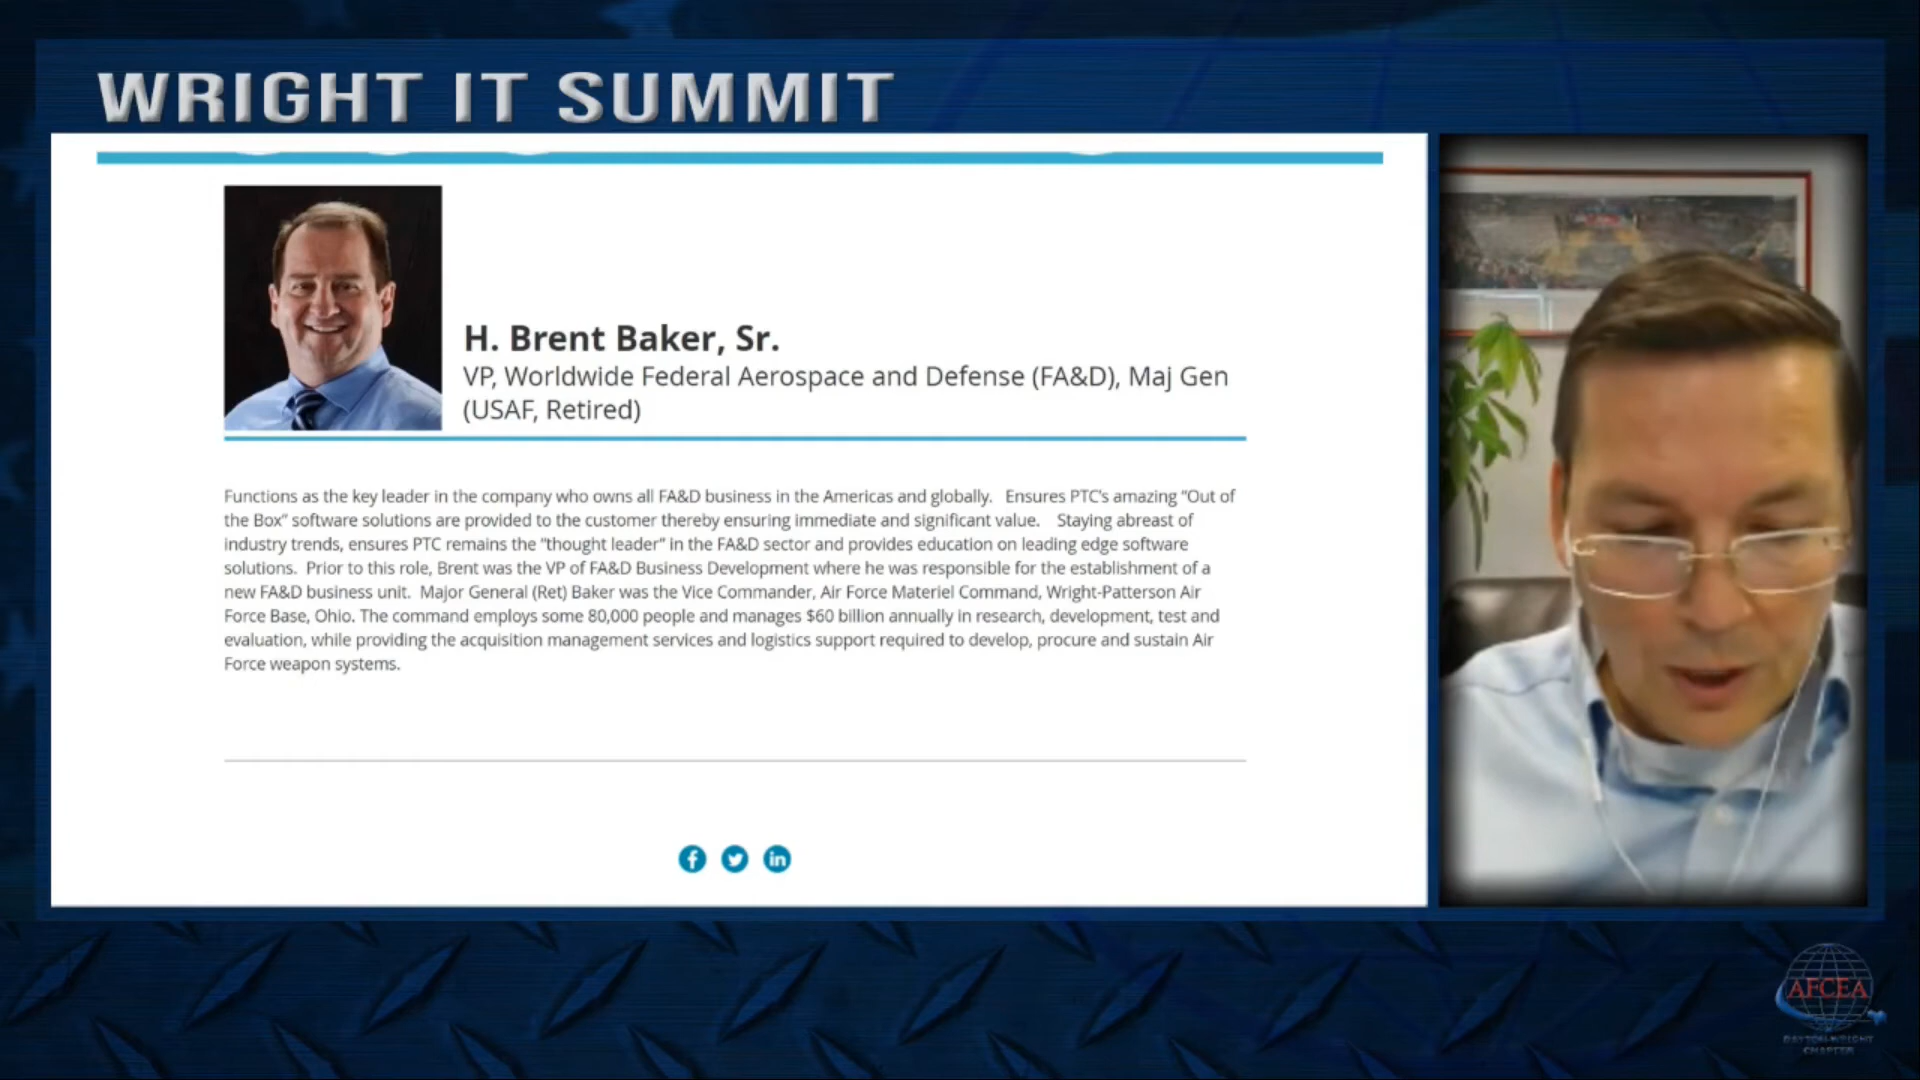 WRIGHT IT SUMMIT
H. Brent Baker, Sr.
VP, Worldwide Federal Aerospace and Defense (FA&D), Maj Gen
(USAF, Retired)
Functions as the key leader in the company who owns all FA&D business in the Americas and globally.   Ensures PTC's amazing "Out of
the Box" software solutions are provided to the customer thereby ensuring immediate and significant value.    Staying abreast of
industry trends, ensures PTC remains the "thought leader" in the FA&D sector and provides education on leading edge software
solutions.  Prior to this role, Brent was the VP of FA&D Business Development where he was responsible for the establishment of a
new FA&D business unit.  Major General (Ret) Baker was the Vice Commander, Air Force Materiel Command, Wright-Patterson Air
Force Base, Ohio. The command employs some 80,000 people and manages $60 billion annually in research, development, test and
evaluation, while providing the acquisition management services and logistics support required to develop, procure and sustain Air
Force weapon systems.
AFCEA
DAYTON-WRIGHT
CHAPTER